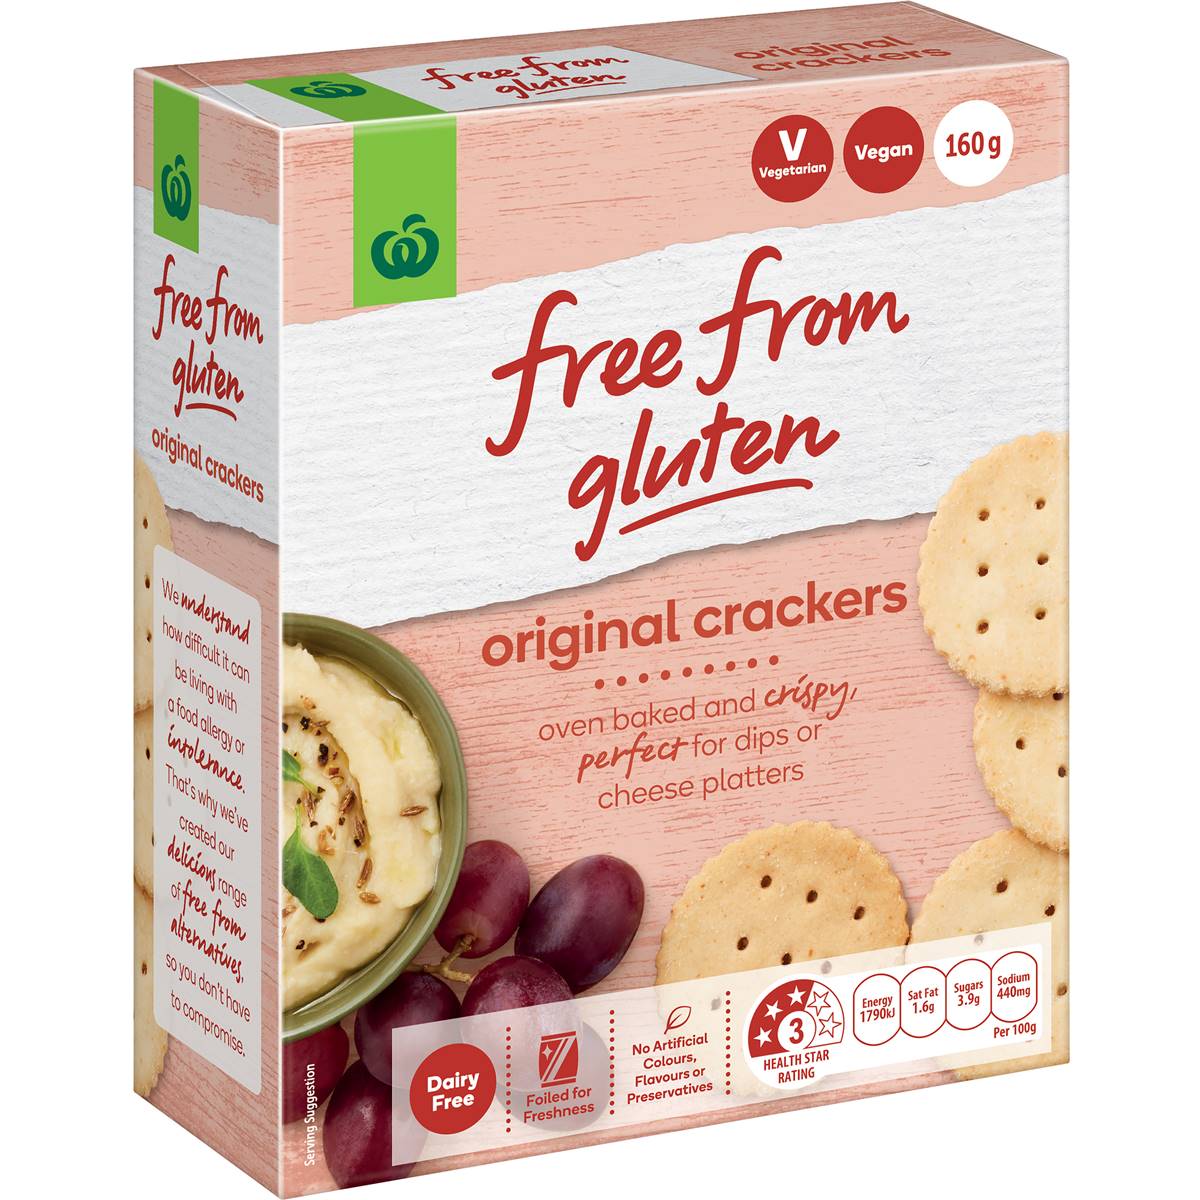 free from
gluten
original
crackers
V
Vegetarian
Vegan
160g
free from
gluten
original crackers
oven baked and crispy,
perfect for dips or
cheese platters
free from
gluten
original crackers
We understand
how difficult it can
be living with
a food allergy or
intolerance.
That's why we've
created our
delicious range
of free from
alternatives,
so you don't have
to compromise.
Serving Suggestion
Dairy
Free
Foiled for
Freshness
No Artificial
Colours,
Flavours or
Preservatives
3
HEALTH STAR
RATING
Energy
1790kJ
Sat Fat
1.6g
Sugars
3.9g
Sodium
440mg
Per 100g